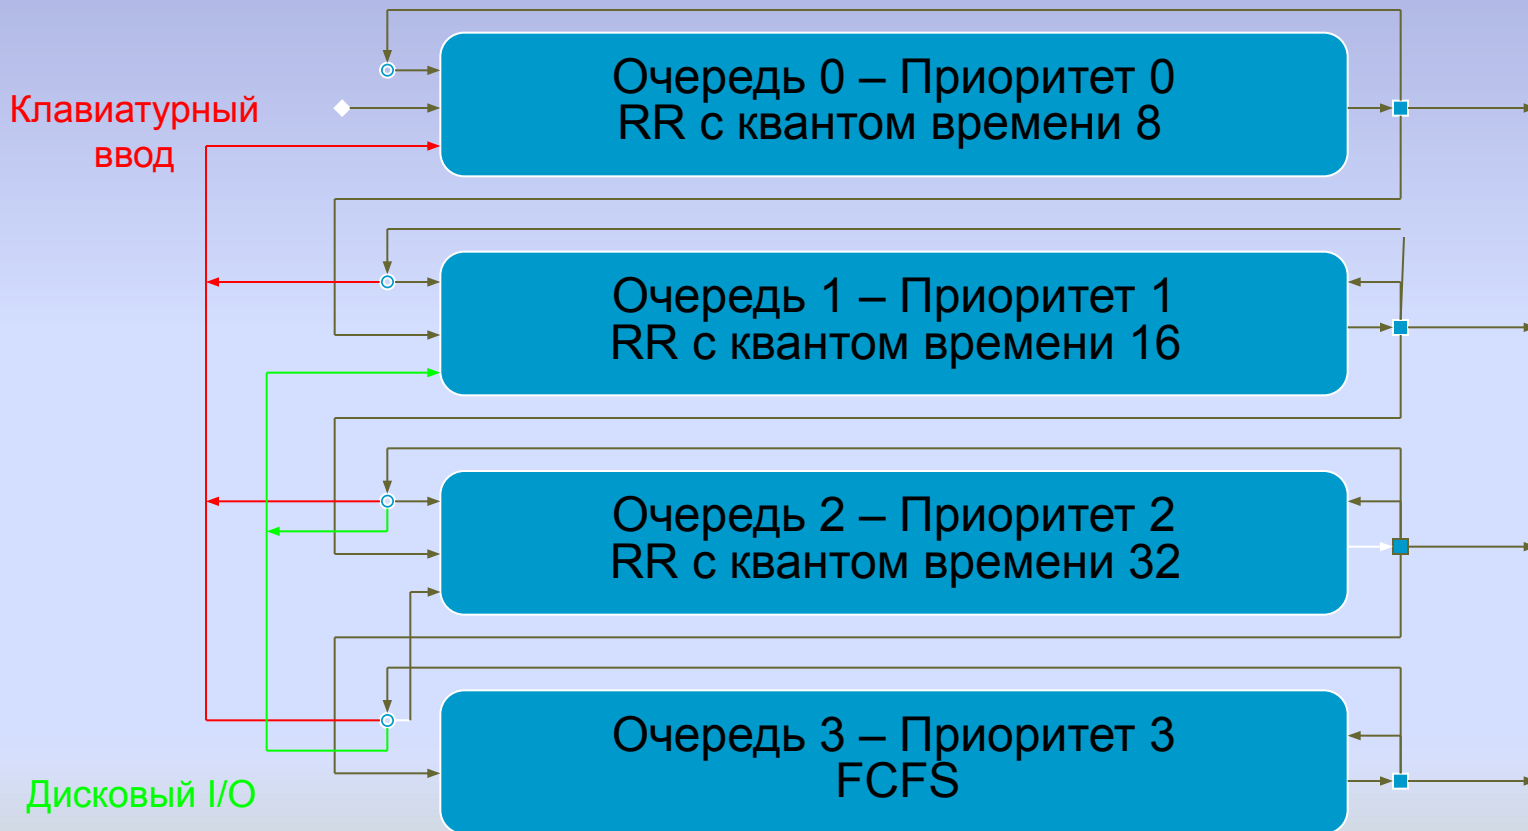 Клавиатурный
ввод
Очередь 0 – Приоритет 0
RR с квантом времени 8
Очередь 1 – Приоритет 1
RR с квантом времени 16
Очередь 2 – Приоритет 2
RR с квантом времени 32
Очередь 3 – Приоритет 3
FCFS
Дисковый I/O